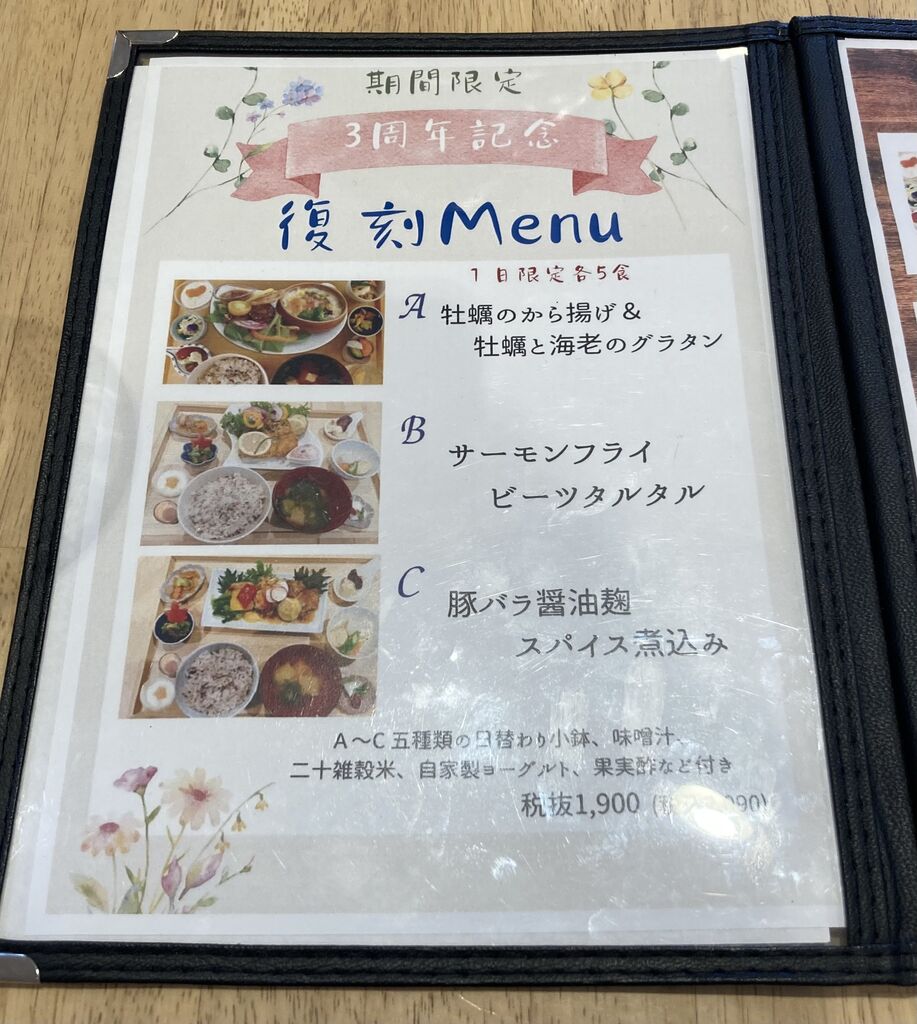 期間限定
3周年記念
復刻Menu
1日限定各5食
A 牡蠣のから揚げ&
牡蠣と海老のグラタン
B サーモンフライ
ビーツタルタル
C 豚バラ醤油麹
スパイス煮込み
A〜C 五種類の日替わり小鉢、味噌汁、
二十雑穀米、自家製ヨーグルト、果実酢など付き
税抜1,900